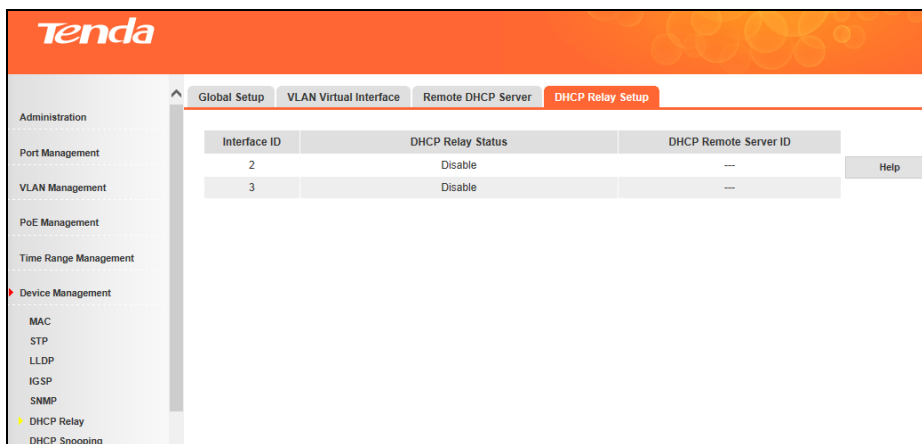 Tenda
Global Setup VLAN Virtual Interface Remote DHCP Server DHCP Relay Setup
Administration
Port Management
VLAN Management
PoE Management
Time Range Management
Device Management
MAC
STP
LLDP
IGSP
SNMP
DHCP Relay
DHCP Snooping
Interface ID DHCP Relay Status DHCP Remote Server ID
2 Disable ---
3 Disable ---
Help